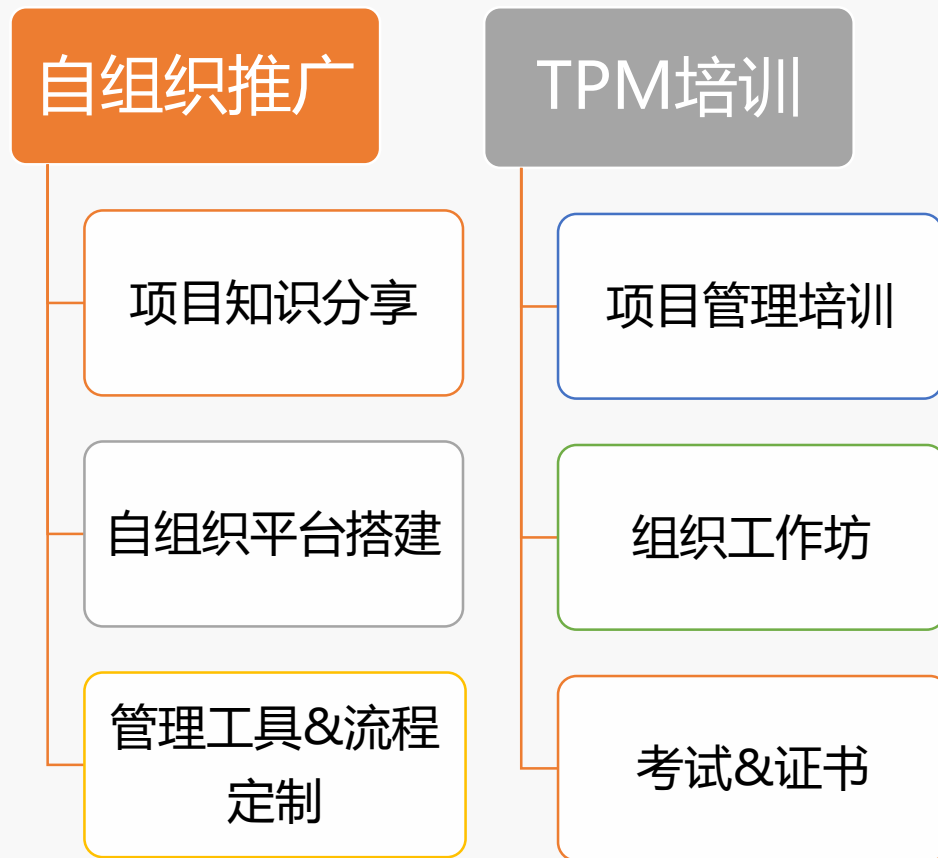 自组织推广
项目知识分享
自组织平台搭建
管理工具&流程
定制
TPM培训
项目管理培训
组织工作坊
考试&证书